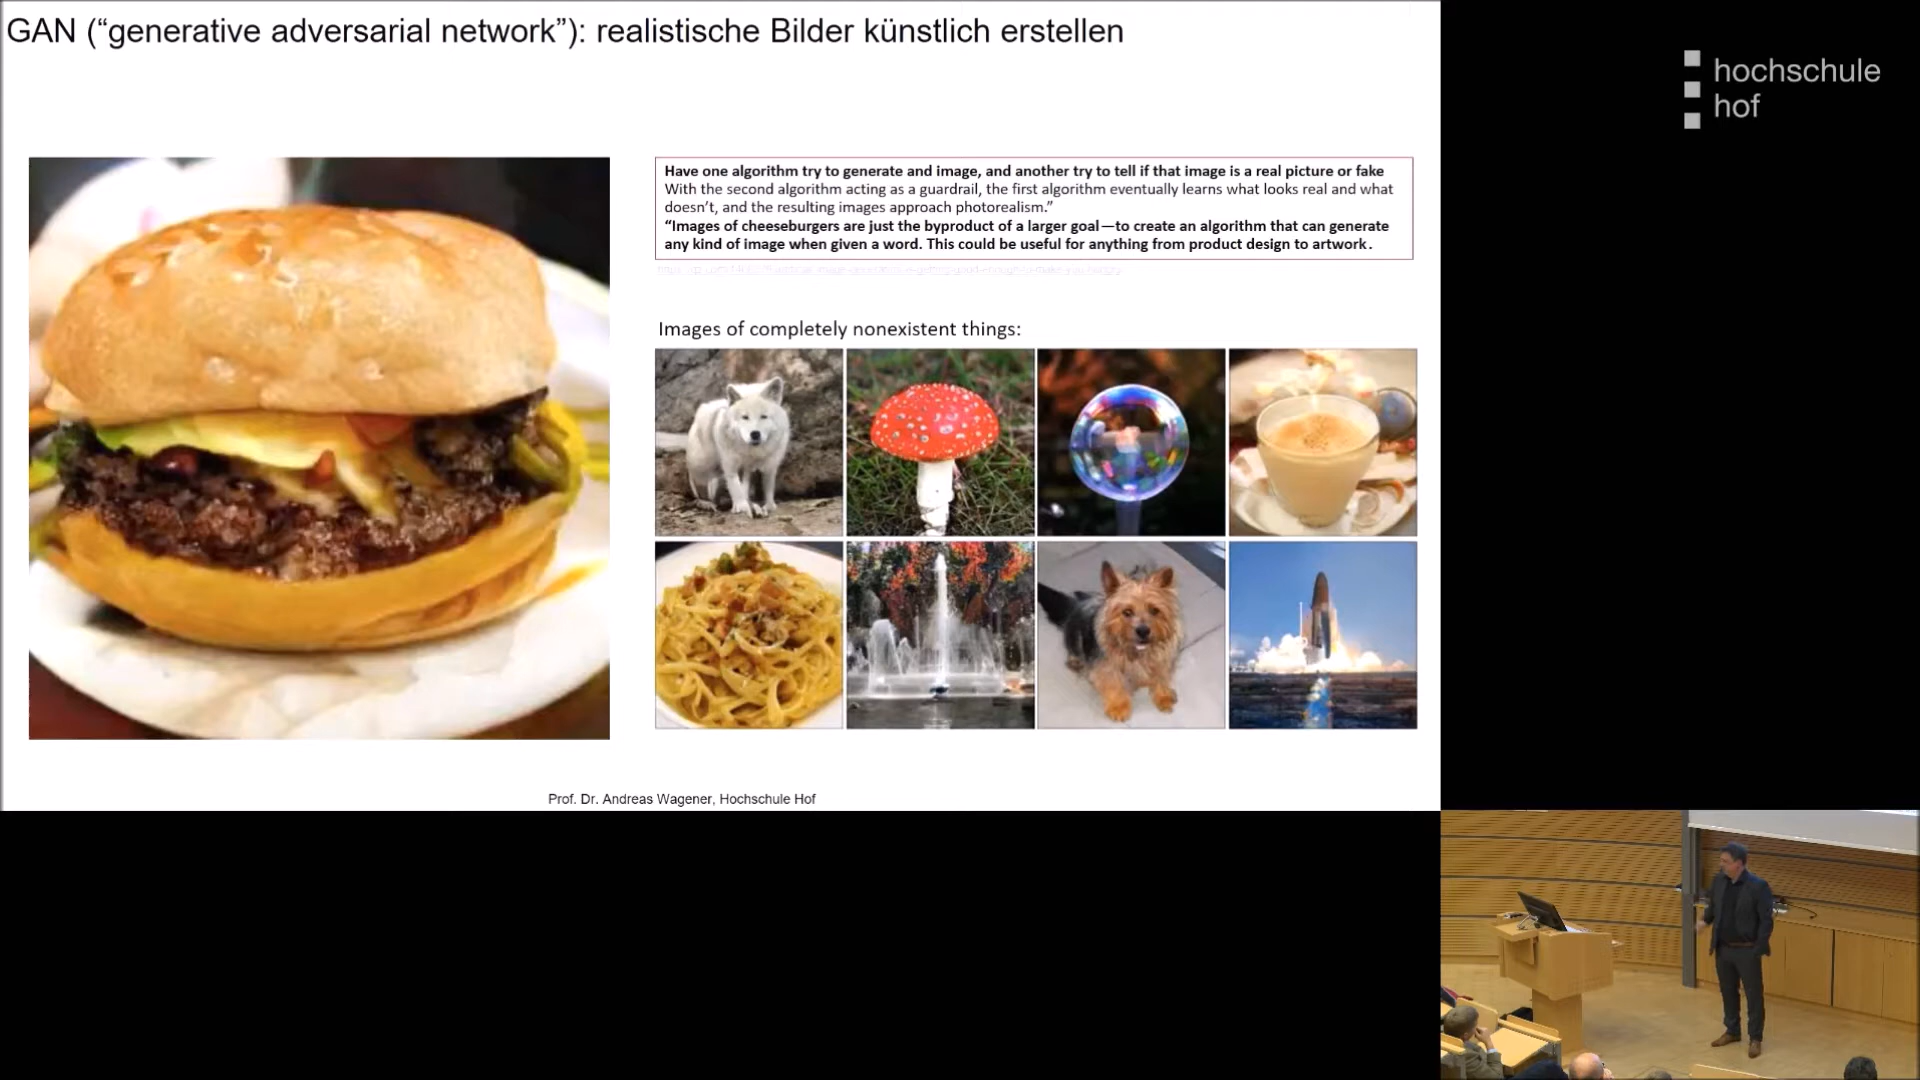 GAN (“generative adversarial network”): realistische Bilder künstlich erstellen
hochschule
hof
Have one algorithm try to generate and image, and another try to tell if that image is a real picture or fake
With the second algorithm acting as a guardrail, the first algorithm eventually learns what looks real and what
doesn’t, and the resulting images approach photorealism.”
“Images of cheeseburgers are just the byproduct of a larger goal—to create an algorithm that can generate
any kind of image when given a word. This could be useful for anything from product design to artwork.
Images of completely nonexistent things:
Prof. Dr. Andreas Wagener, Hochschule Hof